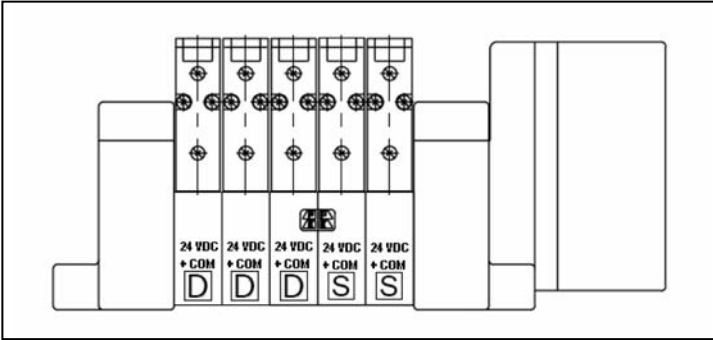 24 VDC 24 VDC 24 VDC 24 VDC 24 VDC
+ COM + COM + COM + COM + COM
D D D S S